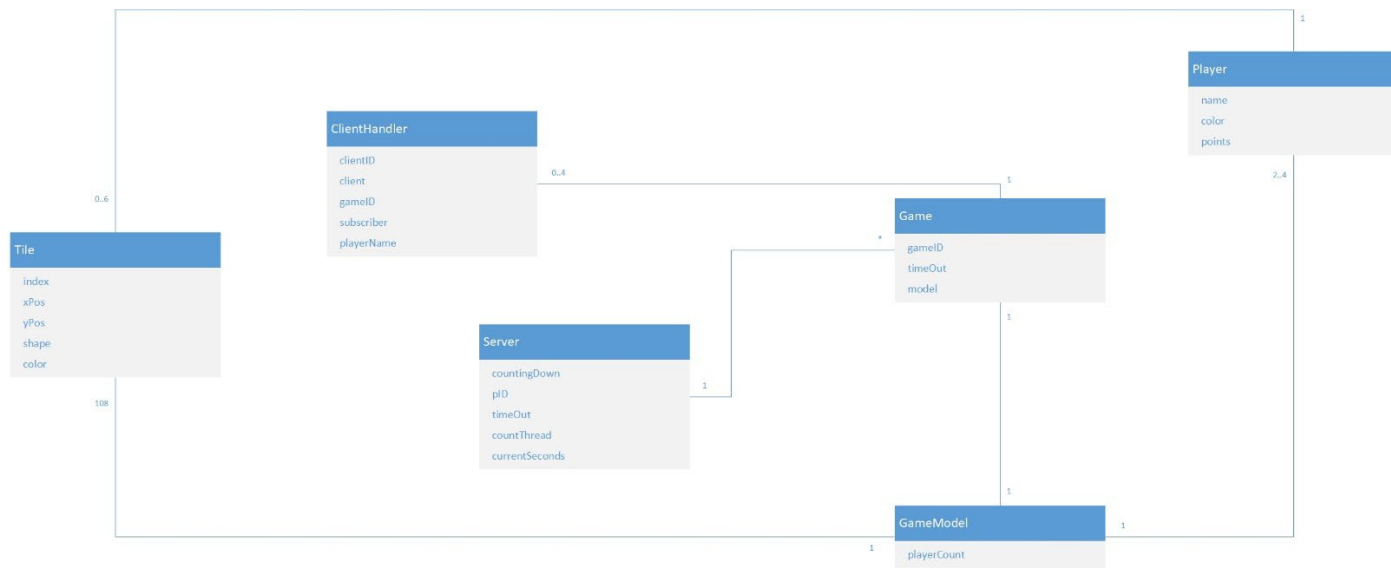 1
Player
name
color
points
2..4
ClientHandler
clientID
client
gameID
subscriber
playerName
0..4
1
Game
gameID
timeOut
model
*
1
0..6
Tile
index
xPos
yPos
shape
color
108
Server
countingDown
pID
timeOut
countThread
currentSeconds
1
1
GameModel
playerCount
1
1